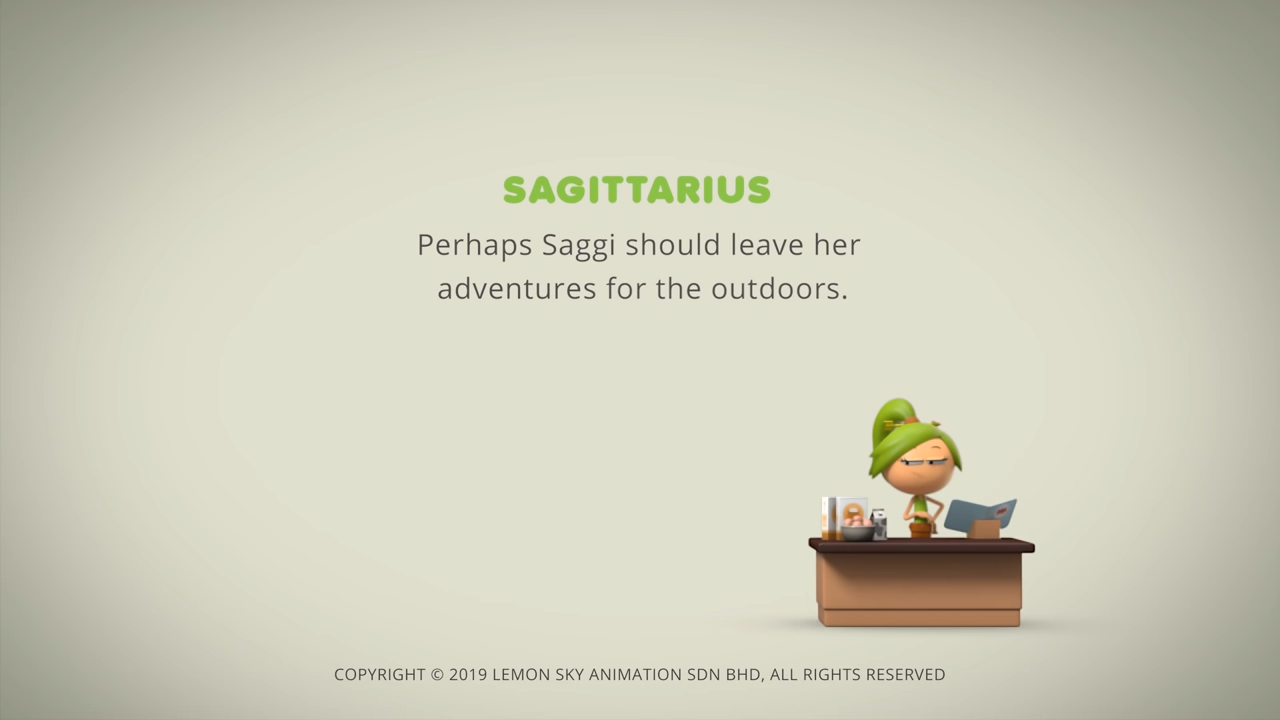 SAGITTARIUS
Perhaps Saggi should leave her
adventures for the outdoors.
COPYRIGHT © 2019 LEMON SKY ANIMATION SDN BHD, ALL RIGHTS RESERVED